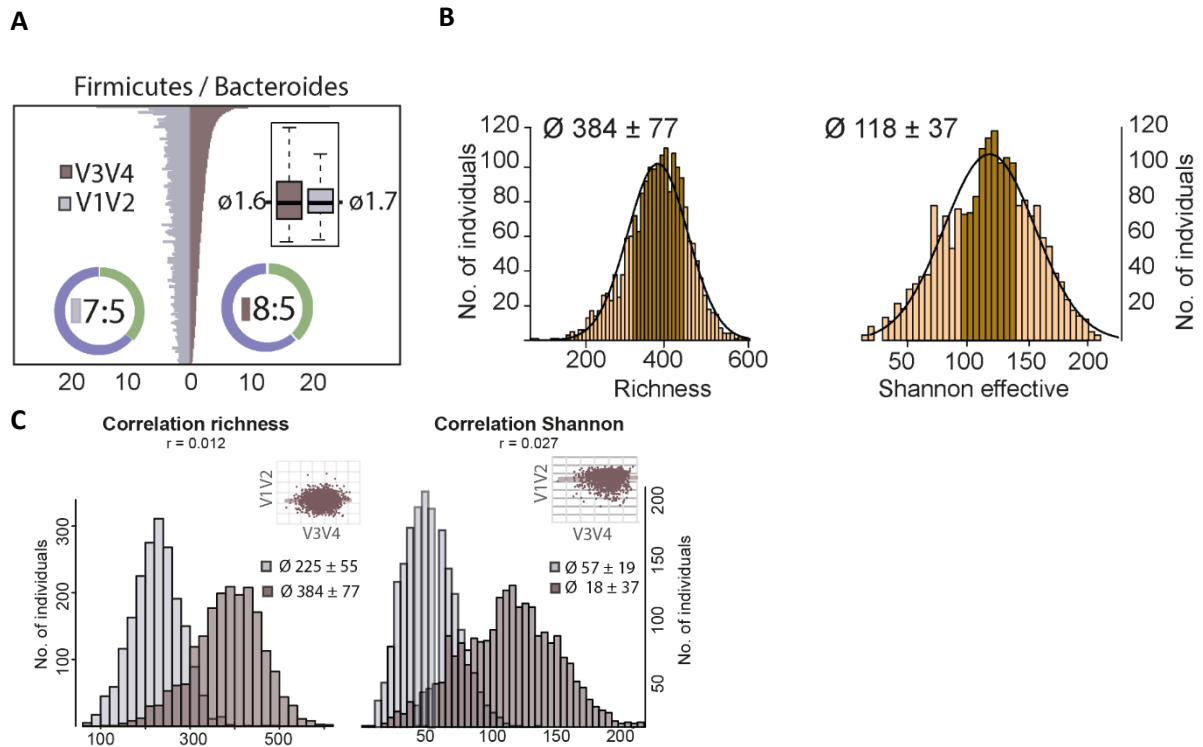 A
Firmicutes / Bacteroides
V3V4
V1V2
ø1.6
ø1.7
7:5
8:5
20 10 0 10 20
B
Ø 384 ± 77
No. of indviduals
120
100
80
60
40
20
200 400 600
Richness
Ø 118 ± 37
120
100
80
60
40
20
No. of indviduals
50 100 150 200
Shannon effective
C
Correlation richness
r = 0.012
V1V2
V3V4
Ø 225 ± 55
Ø 384 ± 77
No. of individuals
300
200
100
100 300 500
Correlation Shannon
r = 0.027
V1V2
V3V4
Ø 57 ± 19
Ø 18 ± 37
200
150
100
50
No. of individuals
50 100 150 200